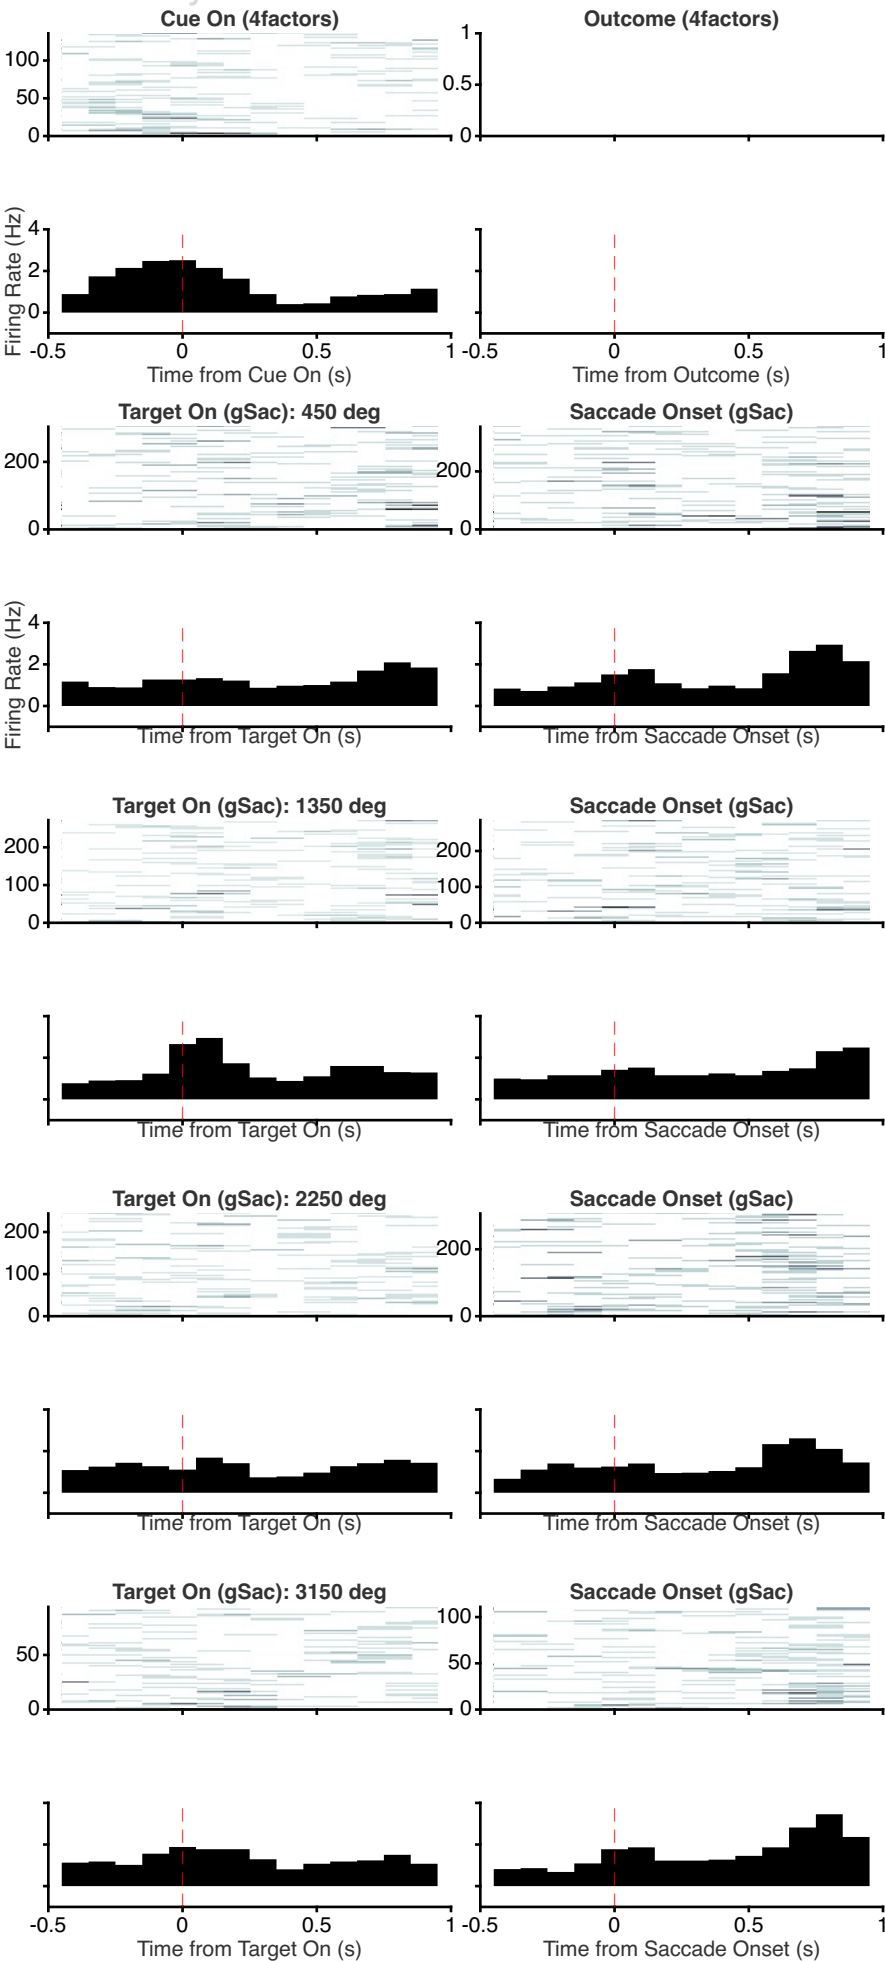 Cue On (4factors) Outcome (4factors)
100
50
0
1
0.5
0
Firing Rate (Hz)
4
2
0
-0.5 0 0.5 1 -0.5 0 0.5 1
Time from Cue On (s) Time from Outcome (s)
Target On (gSac): 450 deg Saccade Onset (gSac)
200
0
200
0
Firing Rate (Hz)
4
2
0
Time from Target On (s) Time from Saccade Onset (s)
Target On (gSac): 1350 deg Saccade Onset (gSac)
200
100
0
200
100
0
Time from Target On (s) Time from Saccade Onset (s)
Target On (gSac): 2250 deg Saccade Onset (gSac)
200
100
0
200
0
Time from Target On (s) Time from Saccade Onset (s)
Target On (gSac): 3150 deg Saccade Onset (gSac)
50
0
100
50
0
-0.5 0 0.5 1 -0.5 0 0.5 1
Time from Target On (s) Time from Saccade Onset (s)